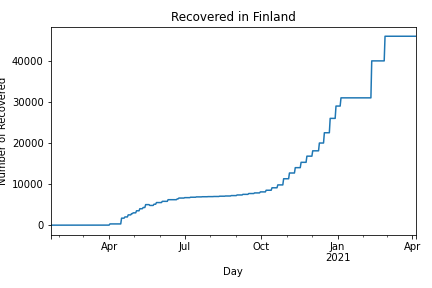 Recovered in Finland
Number of Recovered
40000
30000
20000
10000
0
Apr
Jul
Oct
Jan
2021
Apr
Day